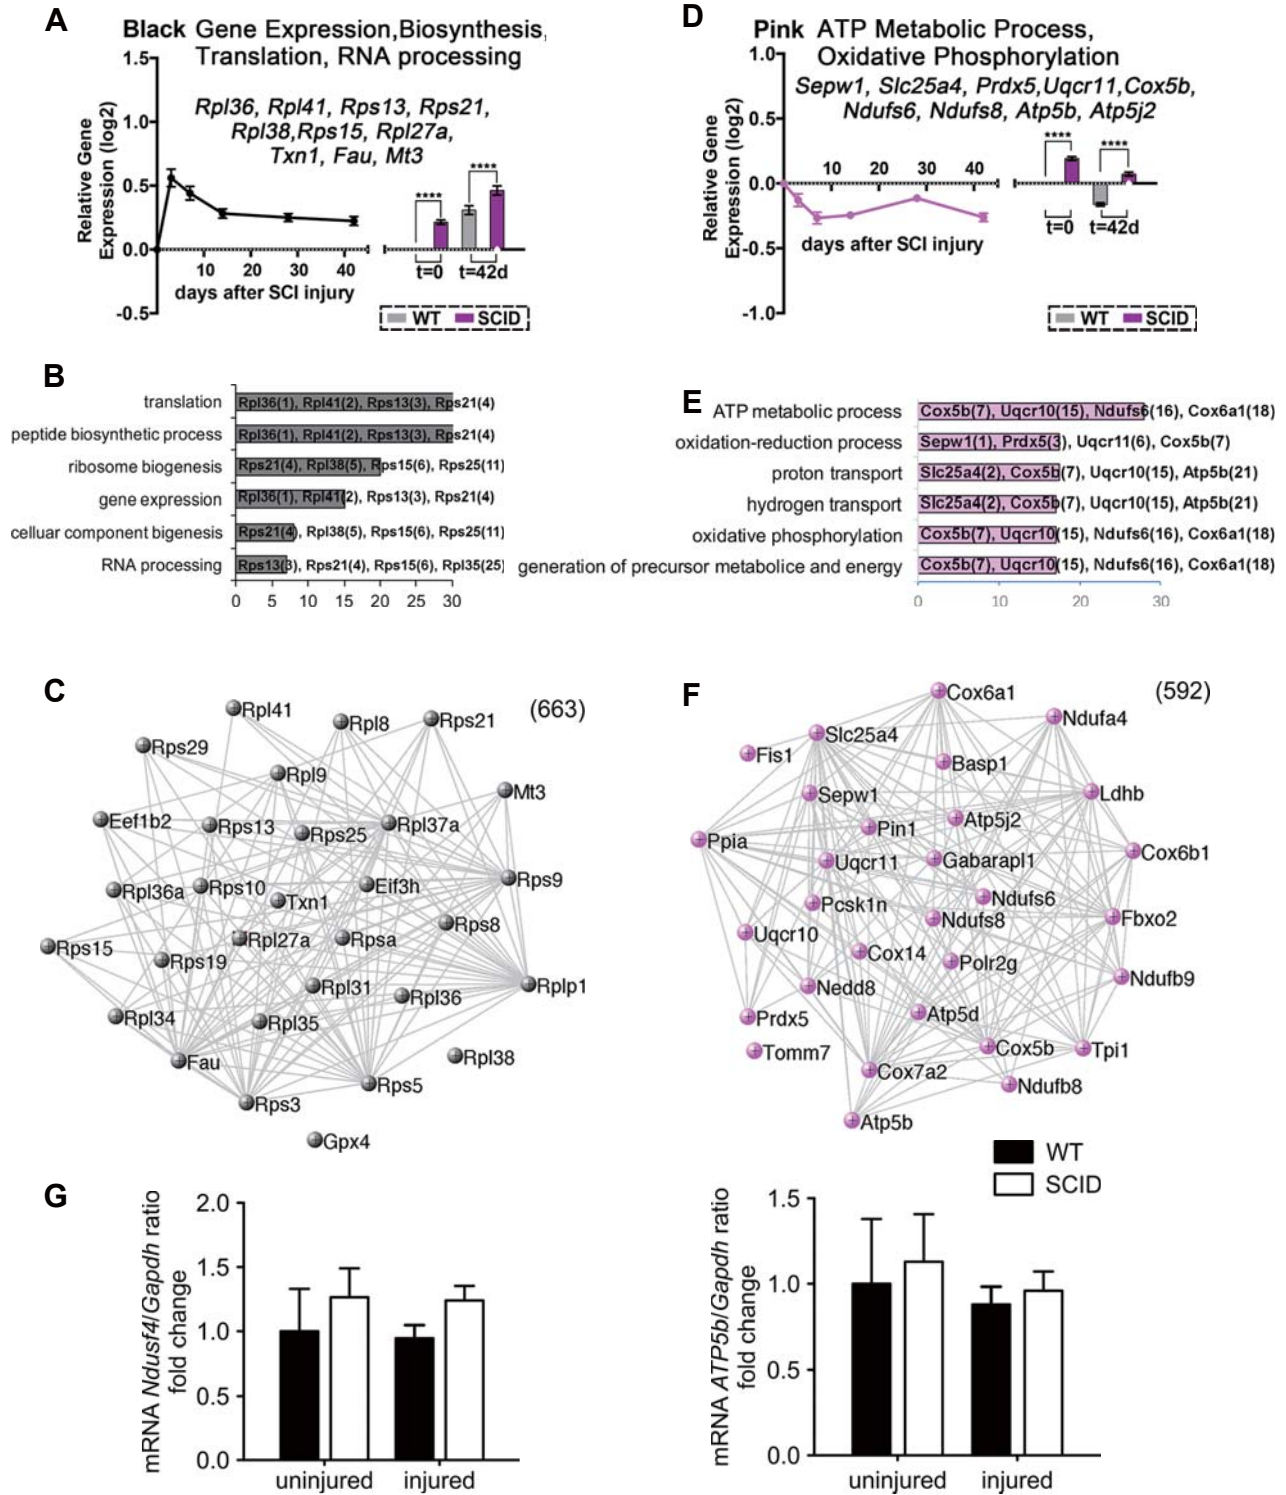 A
Black Gene Expression,Biosynthesis,
Translation, RNA processing
Relative Gene
Expression (log2)
1.5
1.0
0.5
0.0
-0.5
Rpl36, Rpl41, Rps13, Rps21,
Rpl38,Rps15, Rpl27a,
Txn1, Fau, Mt3
10 20 30 40
days after SCI injury
****
****
t=0 t=42d
WT SCID
D
Pink ATP Metabolic Process,
Oxidative Phosphorylation
Relative Gene
Expression (log2)
1.0
0.5
0.0
-0.5
-1.0
Sepw1, Slc25a4, Prdx5,Uqcr11,Cox5b,
Ndufs6, Ndufs8, Atp5b, Atp5j2
10 20 30 40
days after SCI injury
****
****
t=0 t=42d
WT SCID
B
translation Rpl36(1), Rpl41(2), Rps13(3), Rps21(4)
peptide biosynthetic process Rpl36(1), Rpl41(2), Rps13(3), Rps21(4)
ribosome biogenesis Rps21(4), Rpl38(5), Rps15(6), Rps25(11)
gene expression Rpl36(1), Rpl41(2), Rps13(3), Rps21(4)
celluar component bigenesis Rps21(4), Rpl38(5), Rps15(6), Rps25(11)
RNA processing Rps13(3), Rps21(4), Rps15(6), Rpl35(25)
0 5 10 15 20 25 30
E
ATP metabolic process Cox5b(7), Uqcr10(15), Ndufs6(16), Cox6a1(18)
oxidation-reduction process Sepw1(1), Prdx5(3), Uqcr11(6), Cox5b(7)
proton transport Slc25a4(2), Cox5b(7), Uqcr10(15), Atp5b(21)
hydrogen transport Slc25a4(2), Cox5b(7), Uqcr10(15), Atp5b(21)
oxidative phosphorylation Cox5b(7), Uqcr10(15), Ndufs6(16), Cox6a1(18)
generation of precursor metabolice and energy Cox5b(7), Uqcr10(15), Ndufs6(16), Cox6a1(18)
0 10 20 30
C
(663)
Rpl41
Rpl8
Rps21
Rps29
Rpl9
Mt3
Eef1b2
Rps13
Rps25
Rpl37a
Rpl36a
Rps10
Txn1
Eif3h
Rps9
Rps8
Rps15
Rps19
Rpl27a
Rpsa
Rpl31
Rpl36
Rplp1
Rpl34
Rpl35
Fau
Rpl38
Rps5
Rps3
Gpx4
F
(592)
Cox6a1
Ndufa4
Slc25a4
Fis1
Basp1
Sepw1
Ldhb
Atp5j2
Pin1
Ppia
Uqcr11
Gabarapl1
Cox6b1
Ndufs6
Pcsk1n
Ndufs8
Fbxo2
Uqcr10
Cox14
Polr2g
Ndufb9
Nedd8
Prdx5
Atp5d
Tomm7
Cox5b
Tpi1
Cox7a2
Ndufb8
Atp5b
G
mRNA Ndusf4/Gapdh ratio
fold change
2.0
1.5
1.0
0.5
0.0
uninjured injured
WT
SCID
mRNA ATP5b/Gapdh ratio
fold change
1.5
1.0
0.5
0.0
uninjured injured